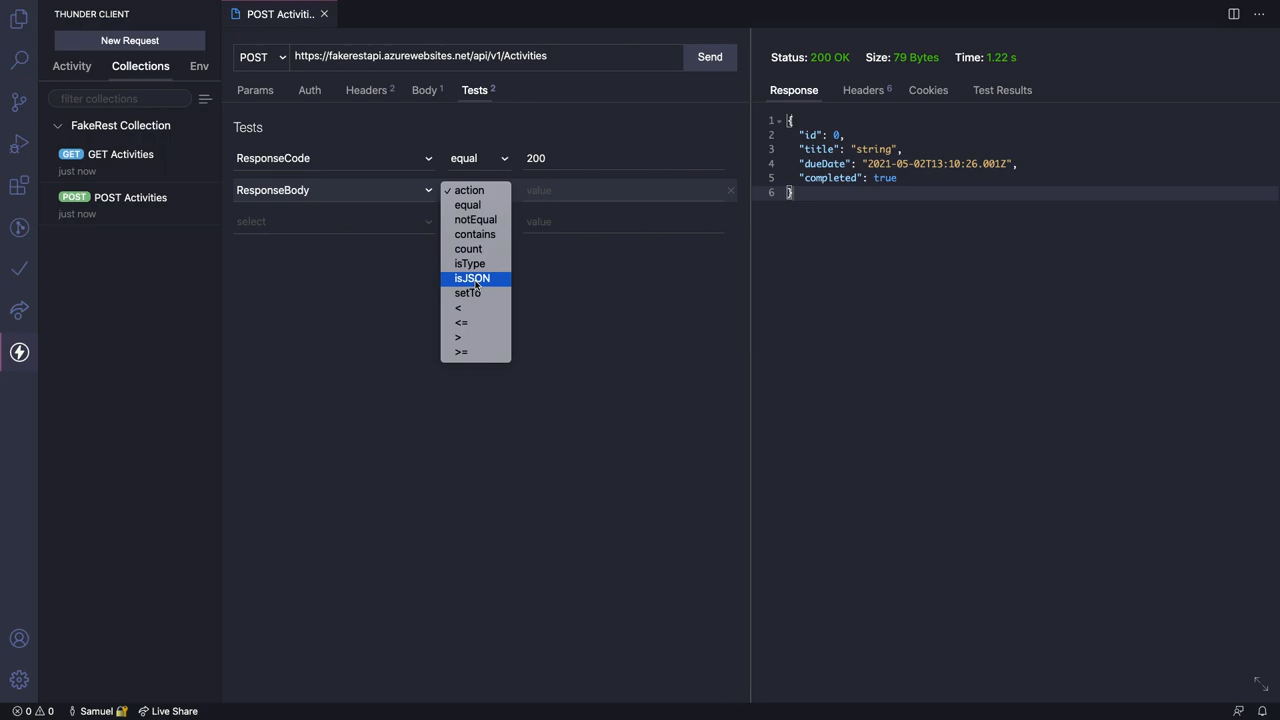 THUNDER CLIENT
New Request
Activity Collections Env
filter collections
FakeRest Collection
GET GET Activities
just now
POST POST Activities
just now
POST Activiti..
POST https://fakerestapi.azurewebsites.net/api/v1/Activities Send
Params Auth Headers 2 Body 1 Tests 2
Tests
ResponseCode equal 200
ResponseBody value
select value
action
equal
notEqual
contains
count
isType
isJSON
setTo
<
<=
>
>=
Status: 200 OK Size: 79 Bytes Time: 1.22 s
Response Headers 6 Cookies Test Results
1 {
2 "id": 0,
3 "title": "string",
4 "dueDate": "2021-05-02T13:10:26.001Z",
5 "completed": true
6 }
0 0 Samuel 🔐 Live Share